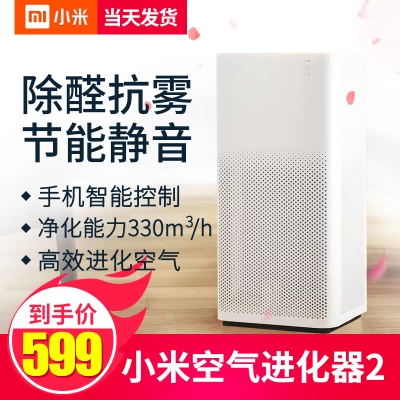 小米
当天发货
除醛抗雾
节能静音
手机智能控制
净化能力330m³/h
高效进化空气
到手价
599
小米空气进化器2